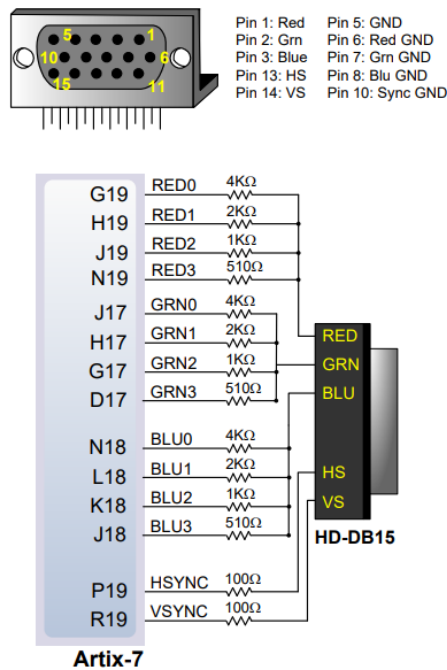 Pin 1: Red Pin 5: GND
Pin 2: Grn Pin 6: Red GND
Pin 3: Blue Pin 7: Grn GND
Pin 13: HS Pin 8: Blu GND
Pin 14: VS Pin 10: Sync GND
5 1
10 6
15 11
G19 RED0 4KΩ
H19 RED1 2KΩ
J19 RED2 1KΩ
N19 RED3 510Ω
J17 GRN0 4KΩ
H17 GRN1 2KΩ
G17 GRN2 1KΩ
D17 GRN3 510Ω
N18 BLU0 4KΩ
L18 BLU1 2KΩ
K18 BLU2 1KΩ
J18 BLU3 510Ω
P19 HSYNC 100Ω
R19 VSYNC 100Ω
Artix-7
RED
GRN
BLU
HS
VS
HD-DB15